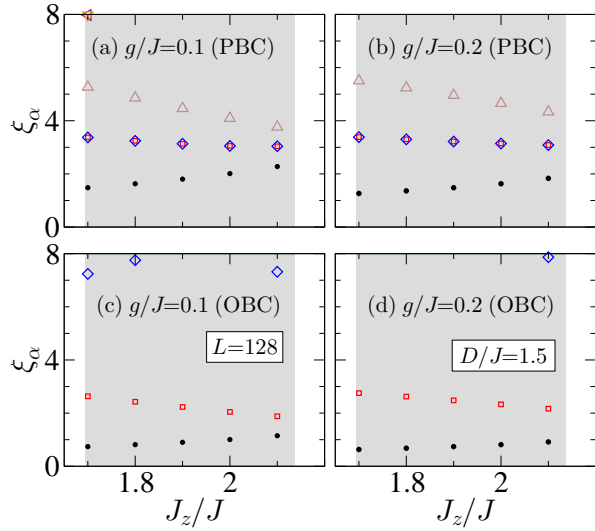 (a) g/J=0.1 (PBC)
(b) g/J=0.2 (PBC)
8
4
0
ξα
(c) g/J=0.1 (OBC)
(d) g/J=0.2 (OBC)
L=128
D/J=1.5
8
4
0
ξα
1.8
2
1.8
2
Jz/J
Jz/J